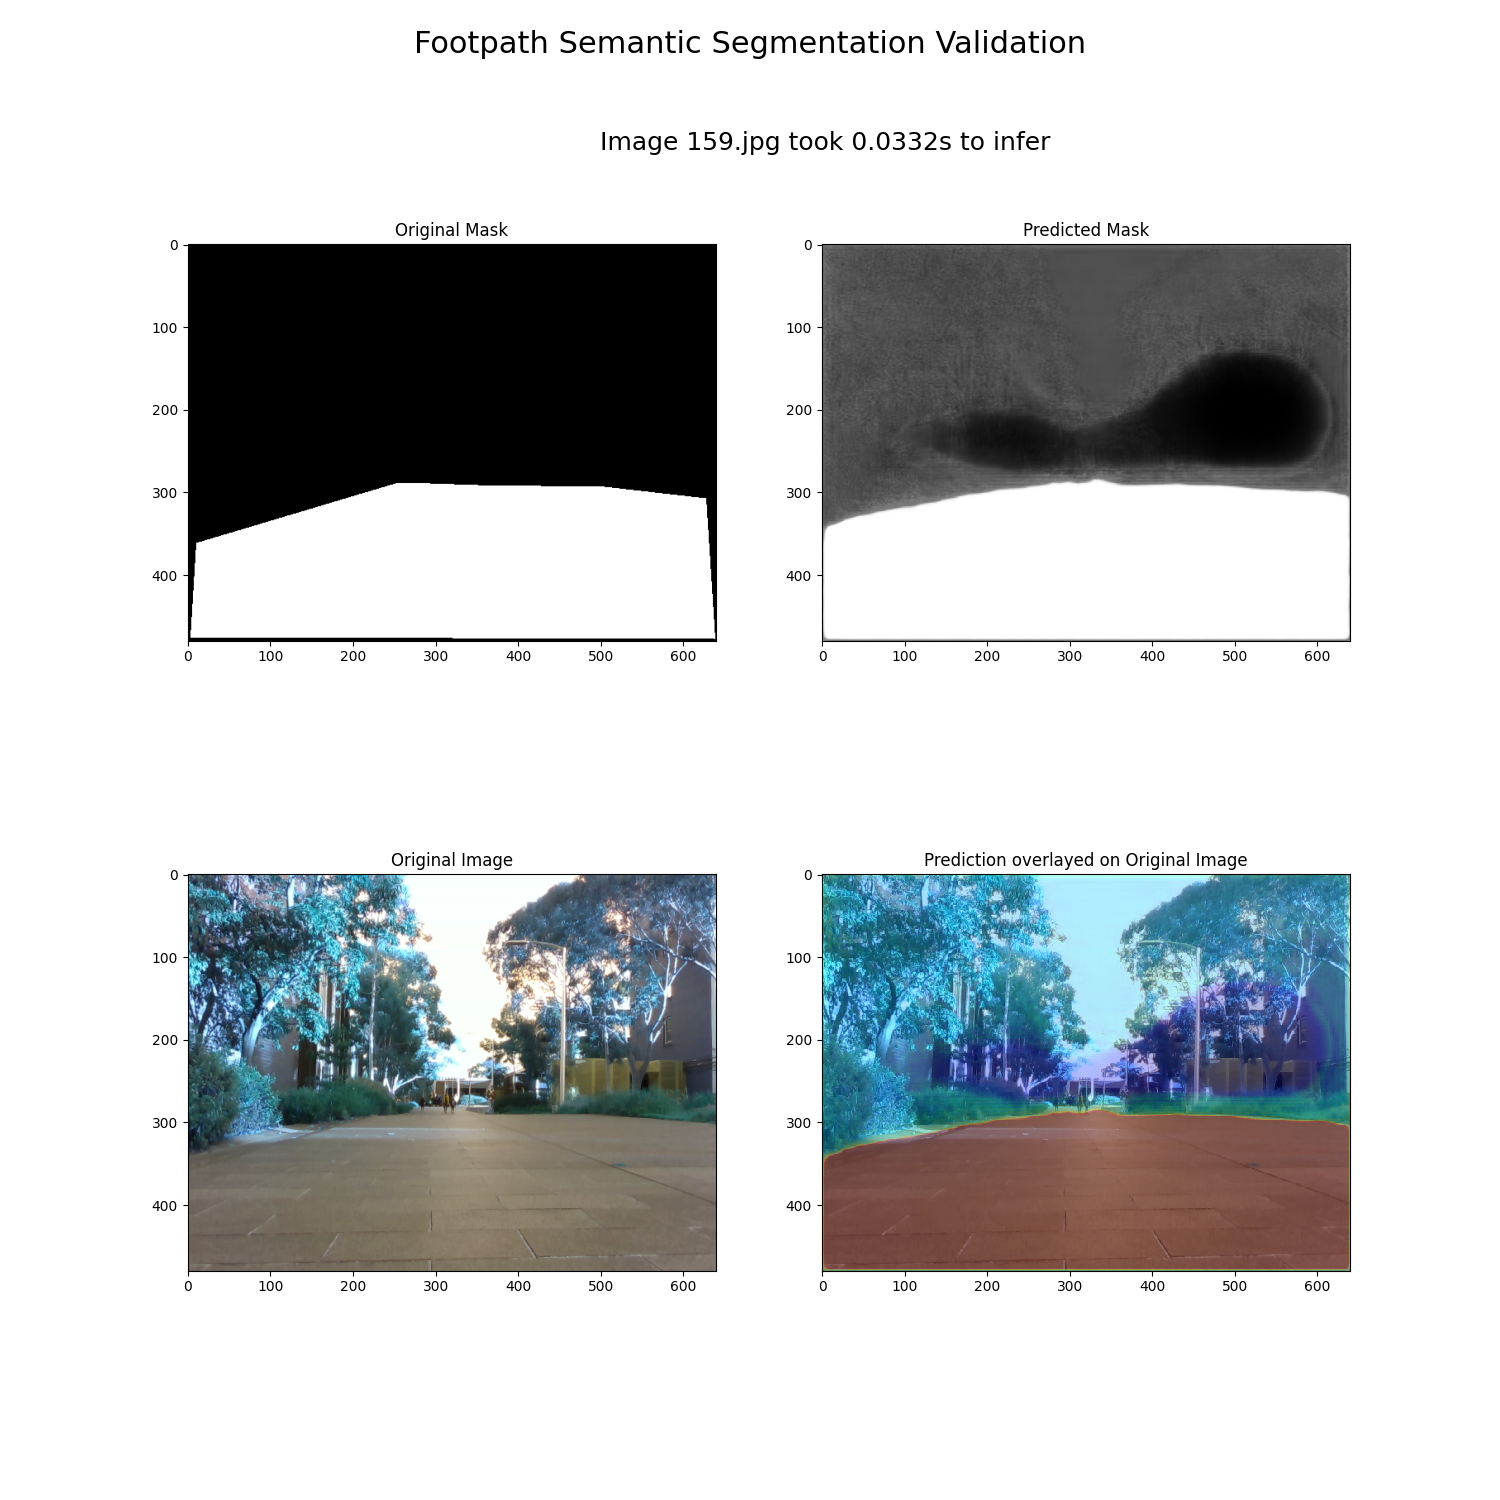 Footpath Semantic Segmentation Validation
Image 159.jpg took 0.0332s to infer
Original Mask
0
100
200
300
400
0 100 200 300 400 500 600
Predicted Mask
0
100
200
300
400
0 100 200 300 400 500 600
Original Image
0
100
200
300
400
0 100 200 300 400 500 600
Prediction overlayed on Original Image
0
100
200
300
400
0 100 200 300 400 500 600